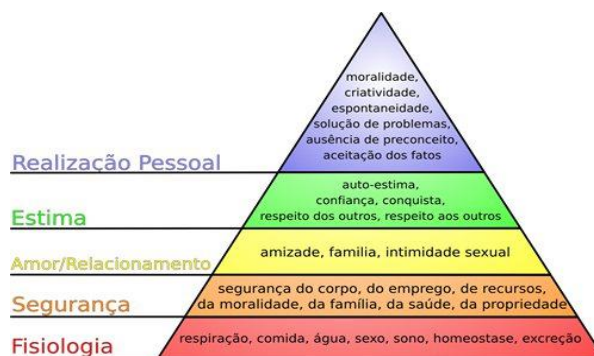 moralidade,
criatividade,
espontaneidade,
solução de problemas,
ausência de preconceito,
aceitação dos fatos
Realização Pessoal
auto-estima,
confiança, conquista,
respeito dos outros, respeito aos outros
Estima
amizade, familia, intimidade sexual
Amor/Relacionamento
segurança do corpo, do emprego, de recursos,
da moralidade, da família, da saúde, da propriedade
Segurança
respiração, comida, água, sexo, sono, homeostase, excreção
Fisiologia